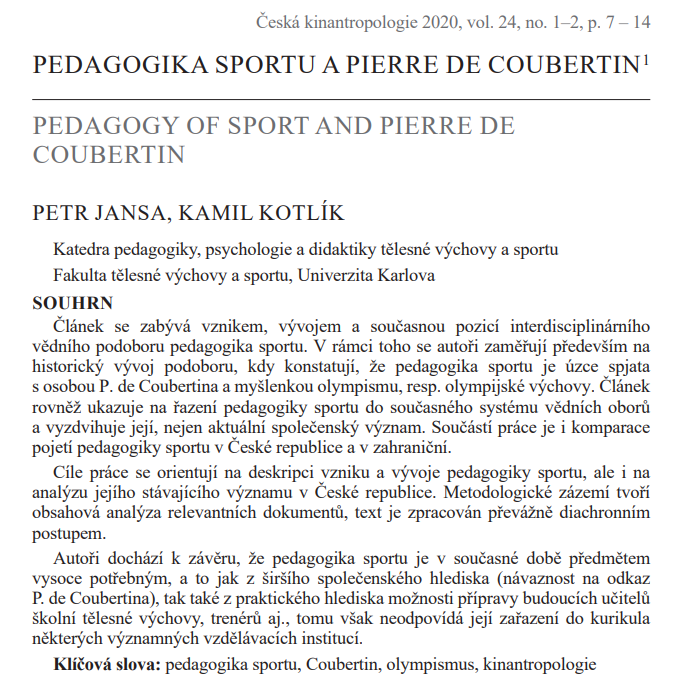 Česká kinantropologie 2020, vol. 24, no. 1–2, p. 7 – 14
PEDAGOGIKA SPORTU A PIERRE DE COUBERTIN¹
PEDAGOGY OF SPORT AND PIERRE DE
COUBERTIN
PETR JANSA, KAMIL KOTLÍK
Katedra pedagogiky, psychologie a didaktiky tělesné výchovy a sportu
Fakulta tělesné výchovy a sportu, Univerzita Karlova
SOUHRN
Článek se zabývá vznikem, vývojem a současnou pozicí interdisciplinárního
vědního podoboru pedagogika sportu. V rámci toho se autoři zaměřují především na
historický vývoj podoboru, kdy konstatují, že pedagogika sportu je úzce spjata
s osobou P. de Coubertina a myšlenkou olympismu, resp. olympijské výchovy. Článek
rovněž ukazuje na řazení pedagogiky sportu do současného systému vědních oborů
a vyzdvihuje její, nejen aktuální společenský význam. Součástí práce je i komparace
pojetí pedagogiky sportu v České republice a v zahraniční.
Cíle práce se orientují na deskripci vzniku a vývoje pedagogiky sportu, ale i na
analýzu jejího stávajícího významu v České republice. Metodologické zázemí tvoří
obsahová analýza relevantních dokumentů, text je zpracován převážně diachronním
postupem.
Autoři dochází k závěru, že pedagogika sportu je v současné době předmětem
vysoce potřebným, a to jak z širšího společenského hlediska (návaznost na odkaz
P. de Coubertina), tak také z praktického hlediska možnosti přípravy budoucích učitelů
školní tělesné výchovy, trenérů aj., tomu však neodpovídá její zařazení do kurikula
některých významných vzdělávacích institucí.
Klíčová slova: pedagogika sportu, Coubertin, olympismus, kinantropologie